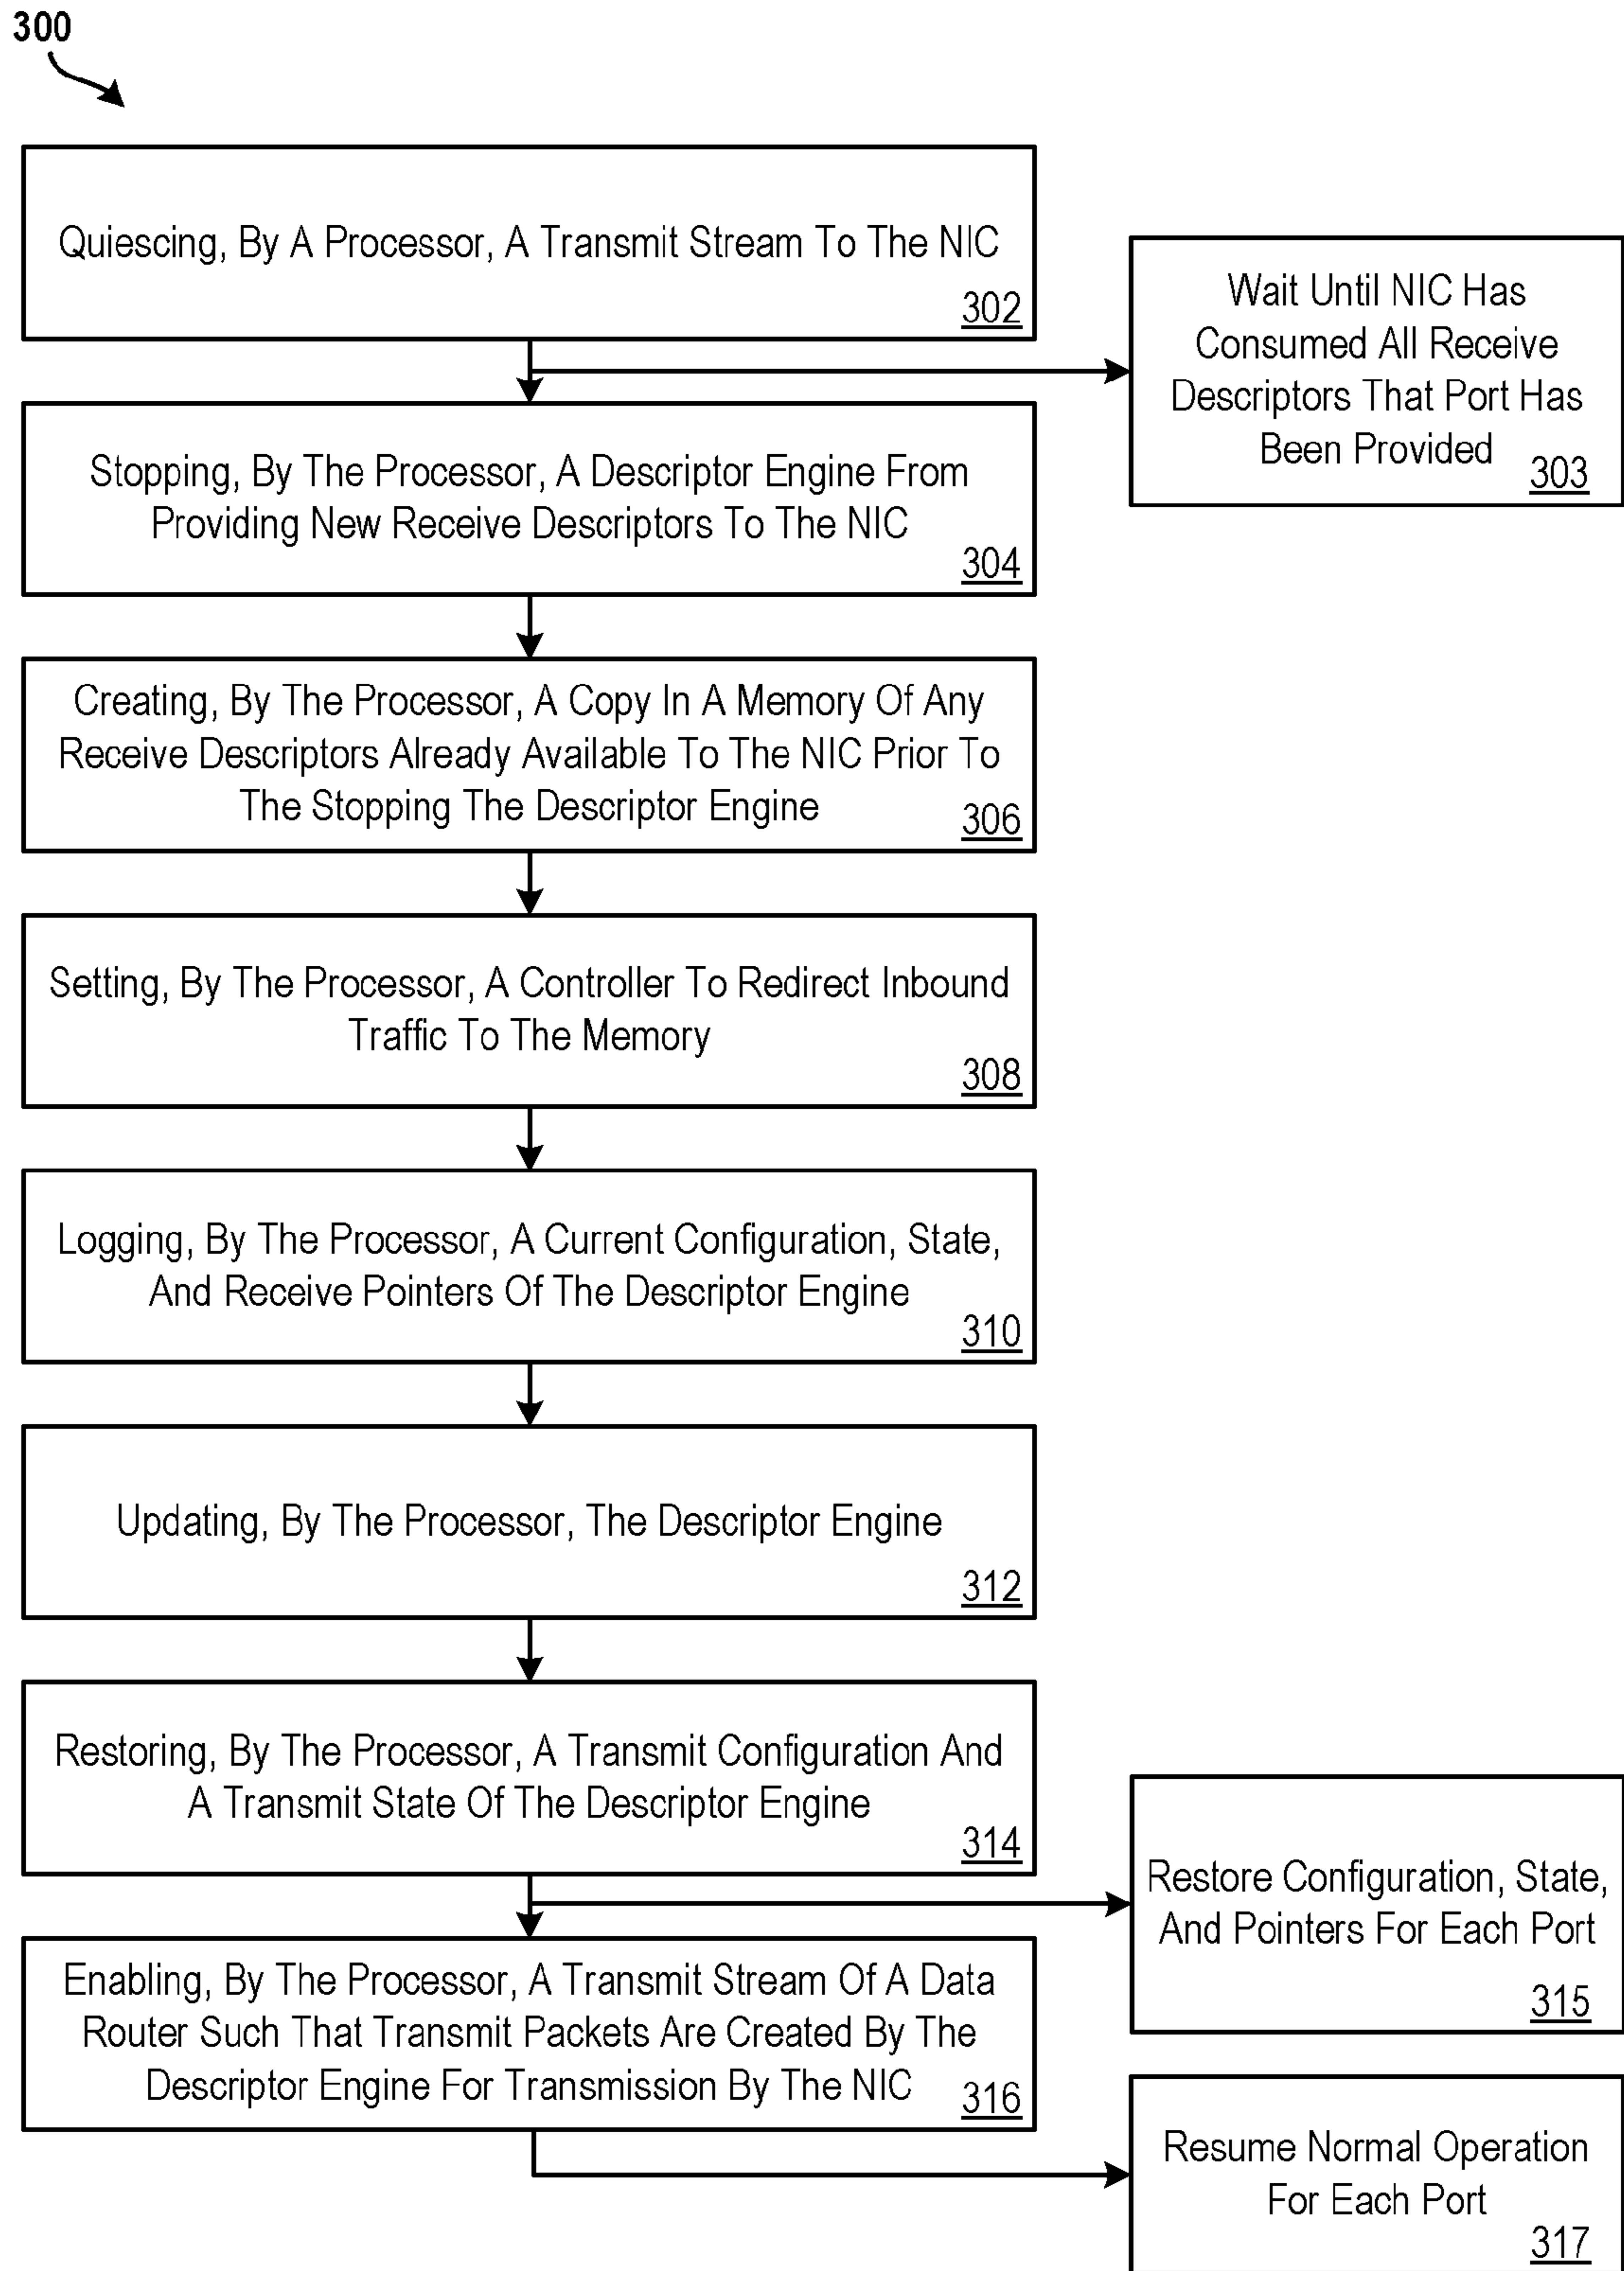 300
Quiescing, By A Processor, A Transmit Stream To The NIC
302
Wait Until NIC Has
Consumed All Receive
Descriptors That Port Has
Been Provided
303
Stopping, By The Processor, A Descriptor Engine From
Providing New Receive Descriptors To The NIC
304
Creating, By The Processor, A Copy In A Memory Of Any
Receive Descriptors Already Available To The NIC Prior To
The Stopping The Descriptor Engine
306
Setting, By The Processor, A Controller To Redirect Inbound
Traffic To The Memory
308
Logging, By The Processor, A Current Configuration, State,
And Receive Pointers Of The Descriptor Engine
310
Updating, By The Processor, The Descriptor Engine
312
Restoring, By The Processor, A Transmit Configuration And
A Transmit State Of The Descriptor Engine
314
Restore Configuration, State,
And Pointers For Each Port
315
Enabling, By The Processor, A Transmit Stream Of A Data
Router Such That Transmit Packets Are Created By The
Descriptor Engine For Transmission By The NIC
316
Resume Normal Operation
For Each Port
317